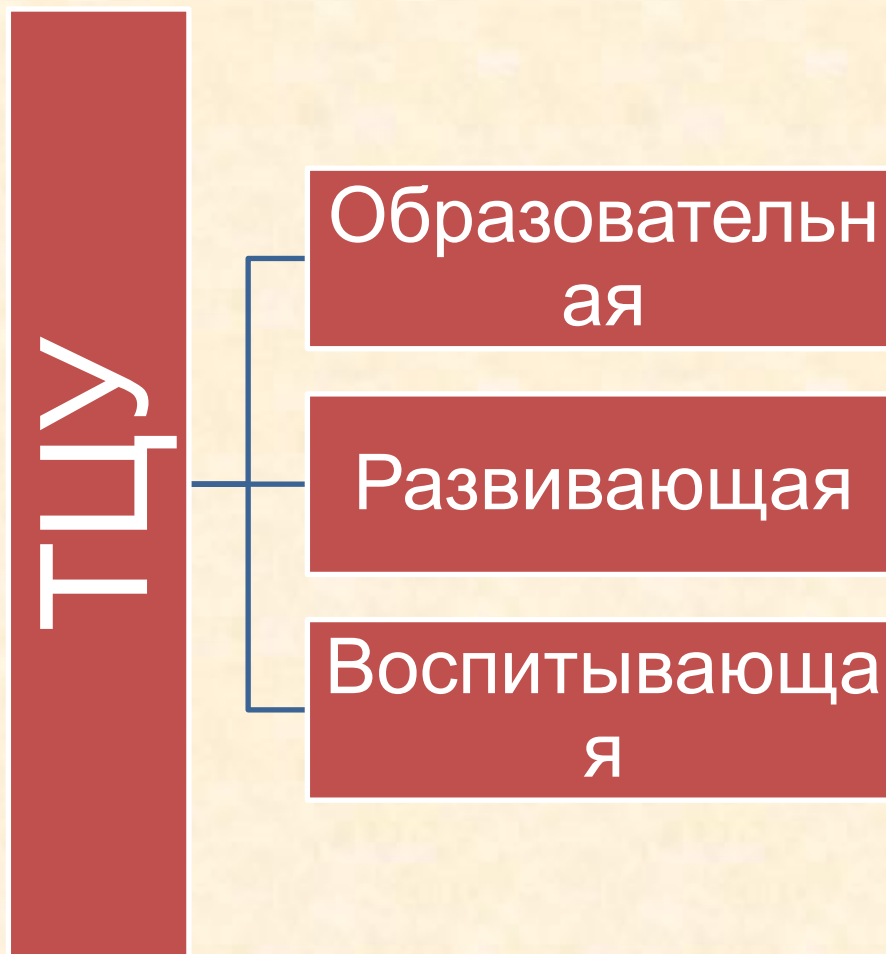 ТЦУ
Образовательн
ая
Развивающая
Воспитывающа
я